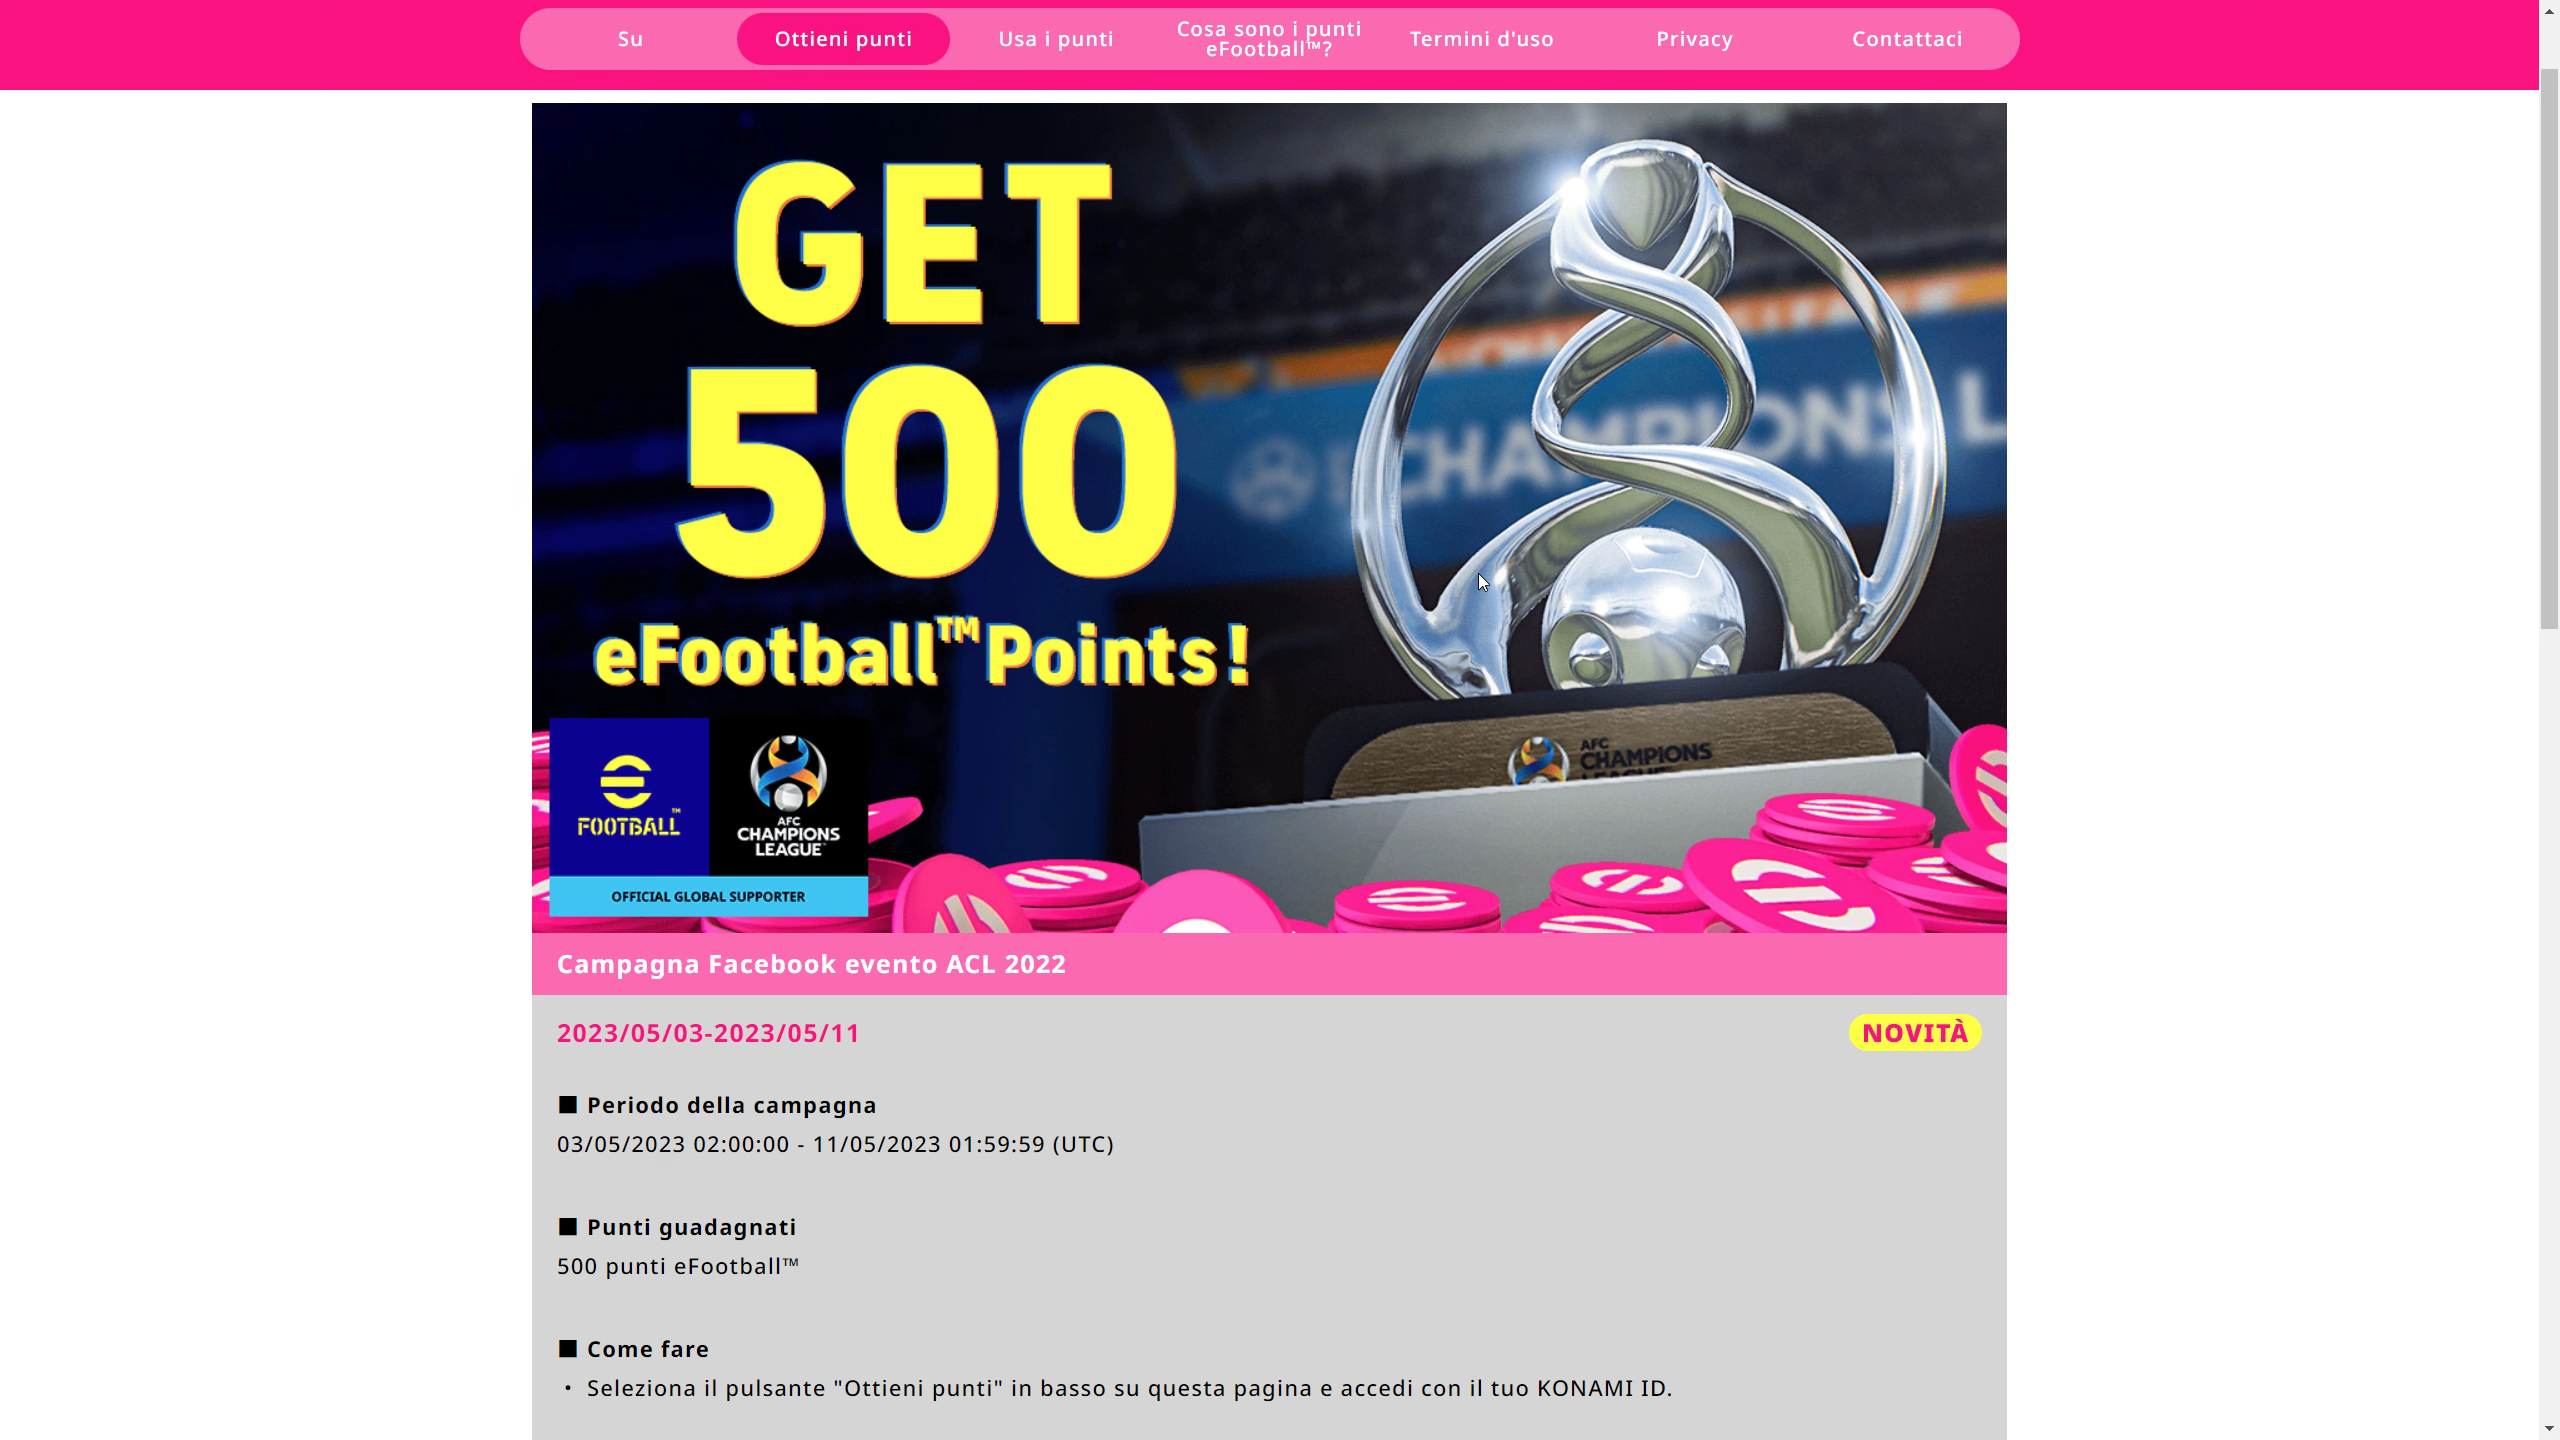 Su
Ottieni punti
Usa i punti
Cosa sono i punti
eFootball™?
Termini d'uso
Privacy
Contattaci
GET
500
eFootball™ Points!
CHAMPIONS L
AFC
CHAMPIONS
LEAGUE
FOOTBALL™
AFC
CHAMPIONS
LEAGUE™
OFFICIAL GLOBAL SUPPORTER
Campagna Facebook evento ACL 2022
2023/05/03-2023/05/11
NOVITÀ
■ Periodo della campagna
03/05/2023 02:00:00 - 11/05/2023 01:59:59 (UTC)
■ Punti guadagnati
500 punti eFootball™
■ Come fare
・ Seleziona il pulsante "Ottieni punti" in basso su questa pagina e accedi con il tuo KONAMI ID.